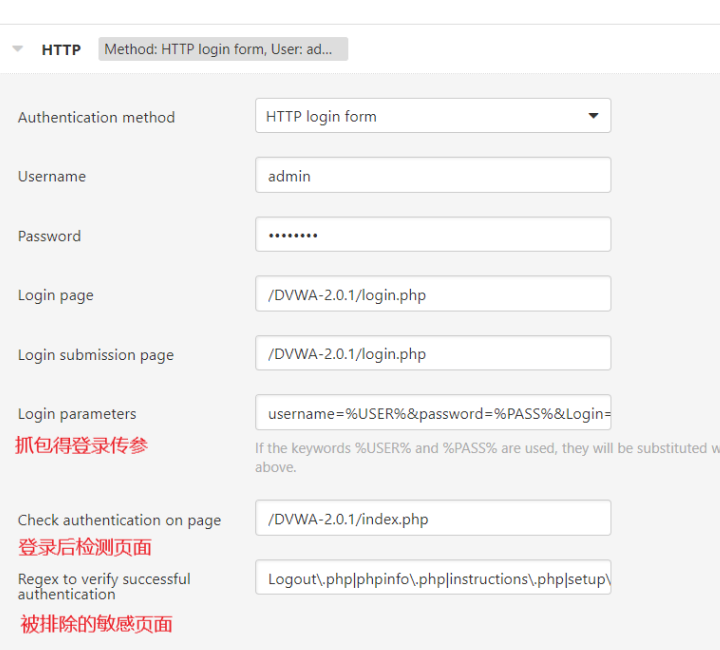 HTTP Method: HTTP login form, User: ad...
Authentication method HTTP login form
Username admin
Password ••••••••
Login page /DVWA-2.0.1/login.php
Login submission page /DVWA-2.0.1/login.php
Login parameters username=%USER%&password=%PASS%&Login=
抓包得登录传参
If the keywords %USER% and %PASS% are used, they will be substituted w
above.
Check authentication on page /DVWA-2.0.1/index.php
登录后检测页面
Regex to verify successful
authentication Logout\.php|phpinfo\.php|instructions\.php|setup\
被排除的敏感页面